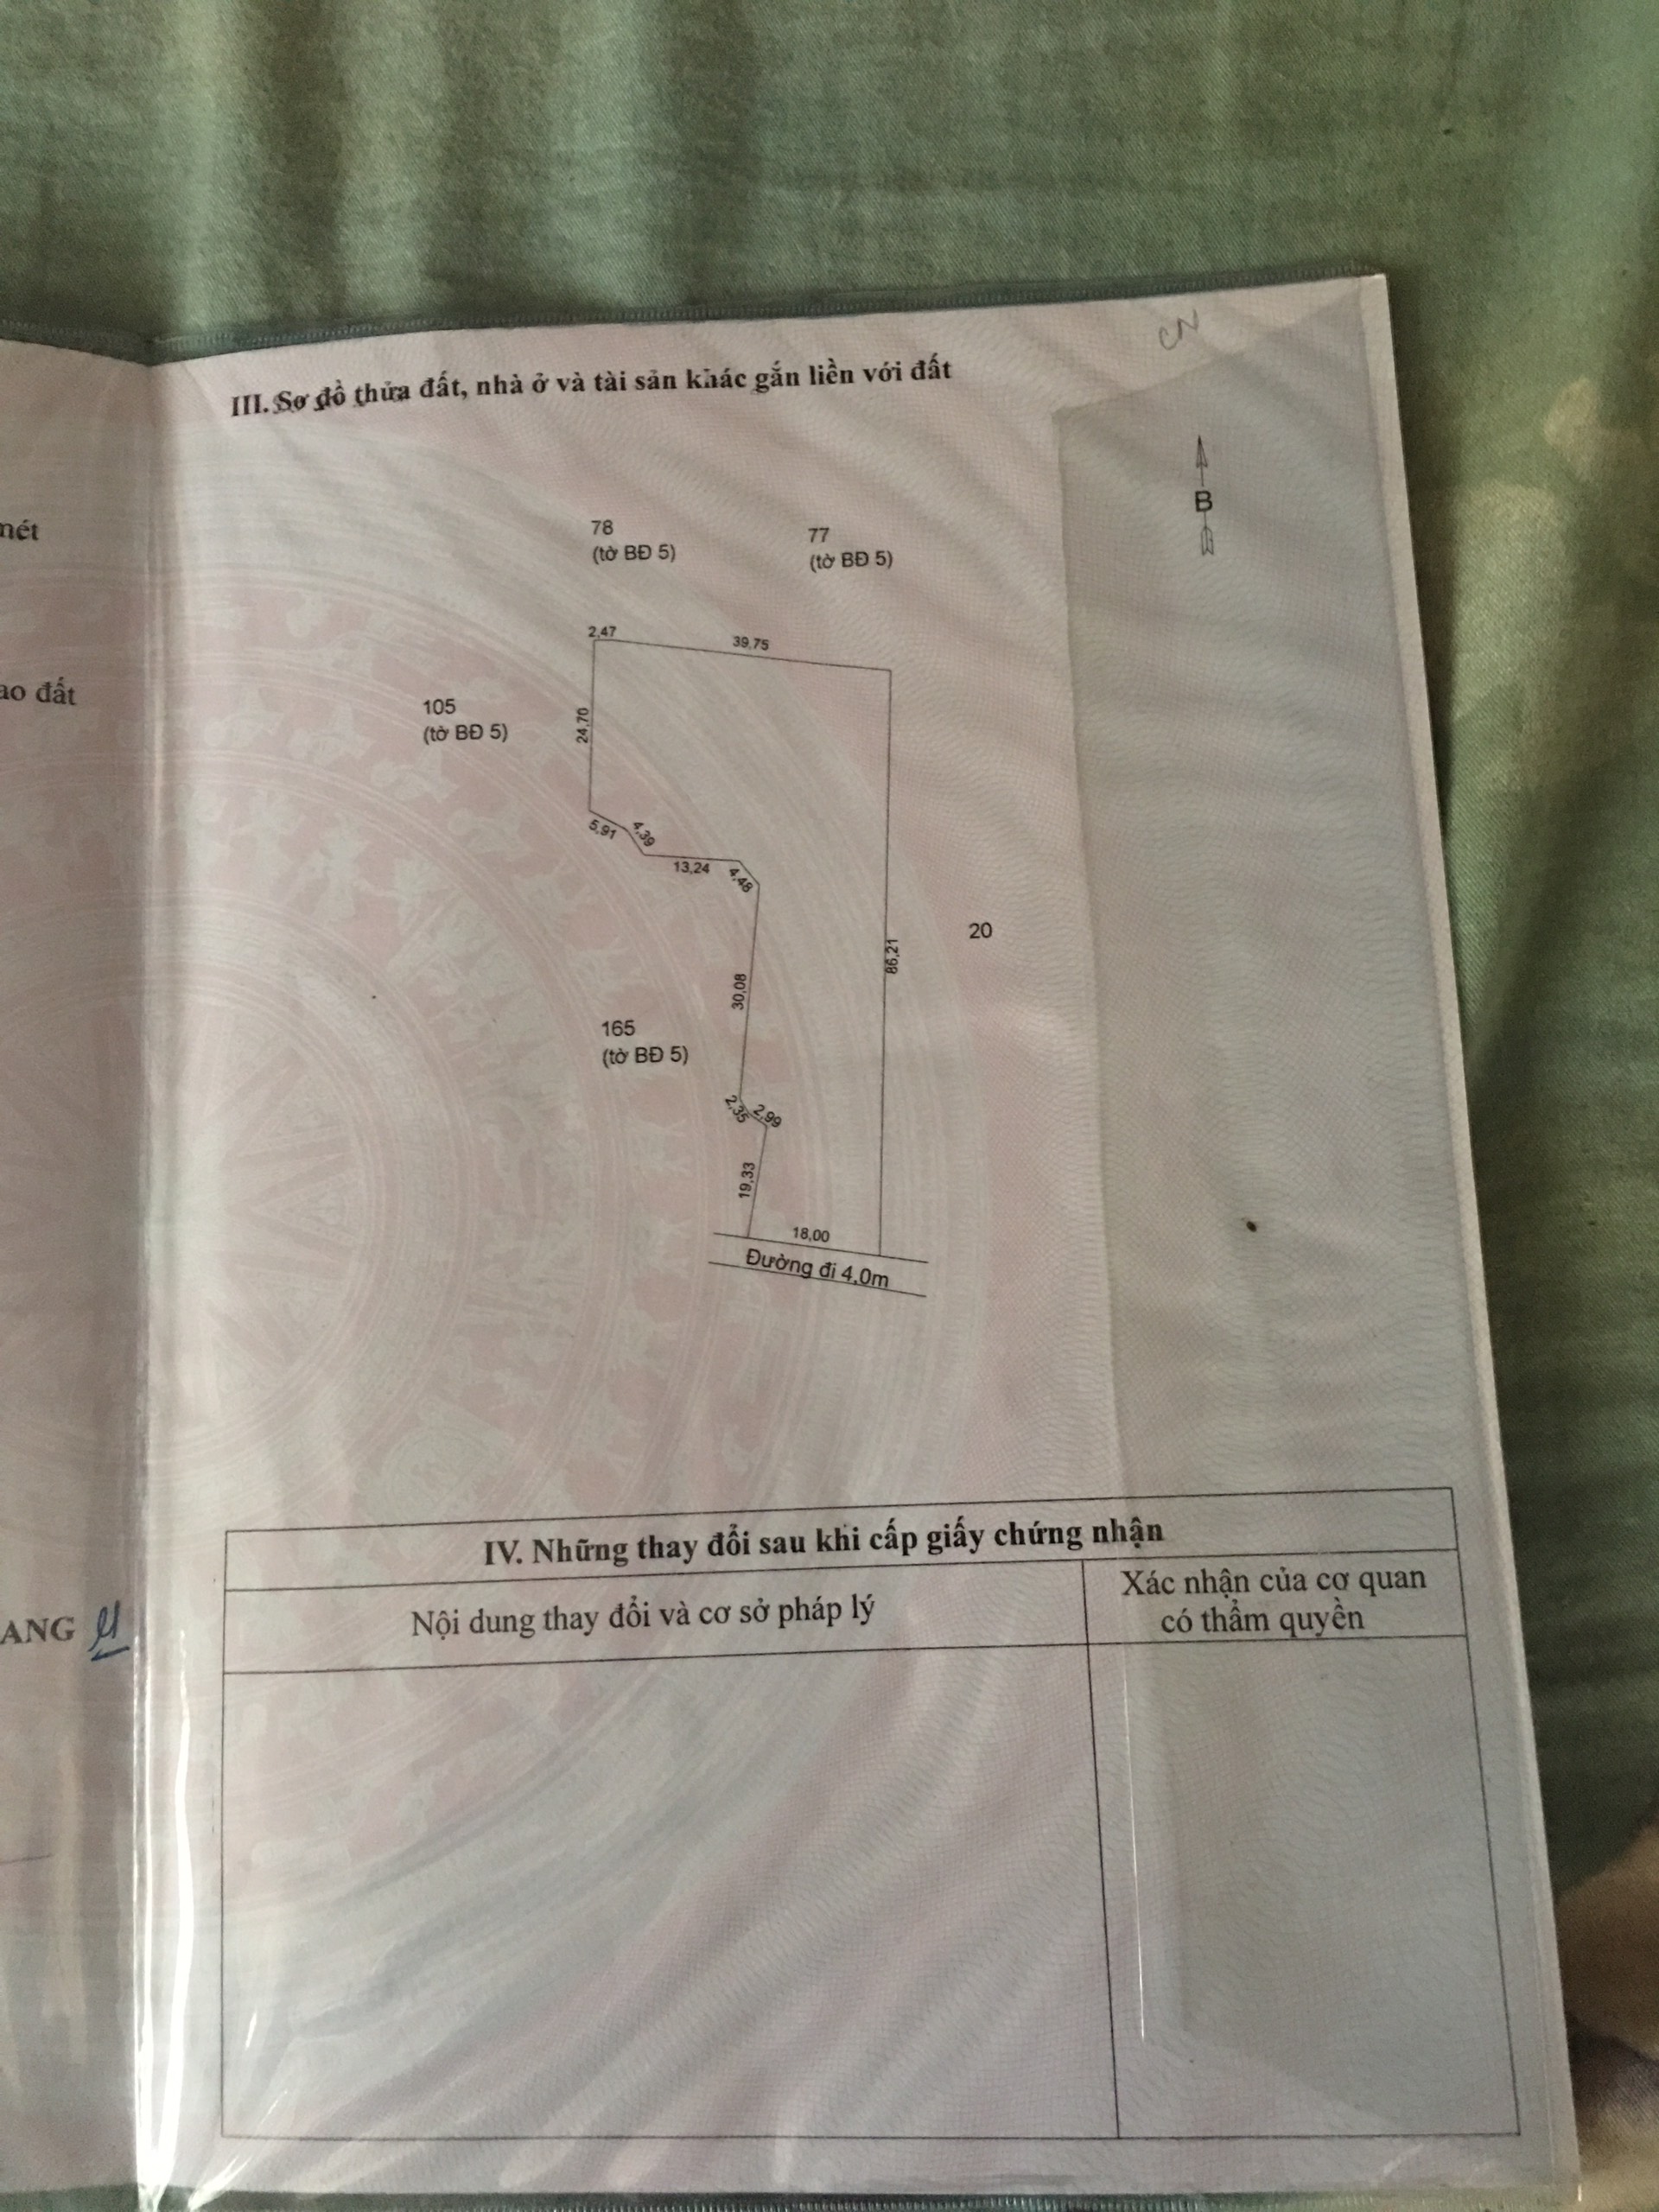 III. Sơ đồ thửa đất, nhà ở và tài sản khác gắn liền với đất
CN
B
nét
ao đất
78
(tờ BĐ 5)
77
(tờ BĐ 5)
2,47
39,75
105
(tờ BĐ 5)
24,70
5,91
4,39
13,24
4,48
86,21
20
30,08
165
(tờ BĐ 5)
2,35
2,99
19,33
18,00
Đường đi 4,0m
IV. Những thay đổi sau khi cấp giấy chứng nhận
Nội dung thay đổi và cơ sở pháp lý
Xác nhận của cơ quan
có thẩm quyền
ANG